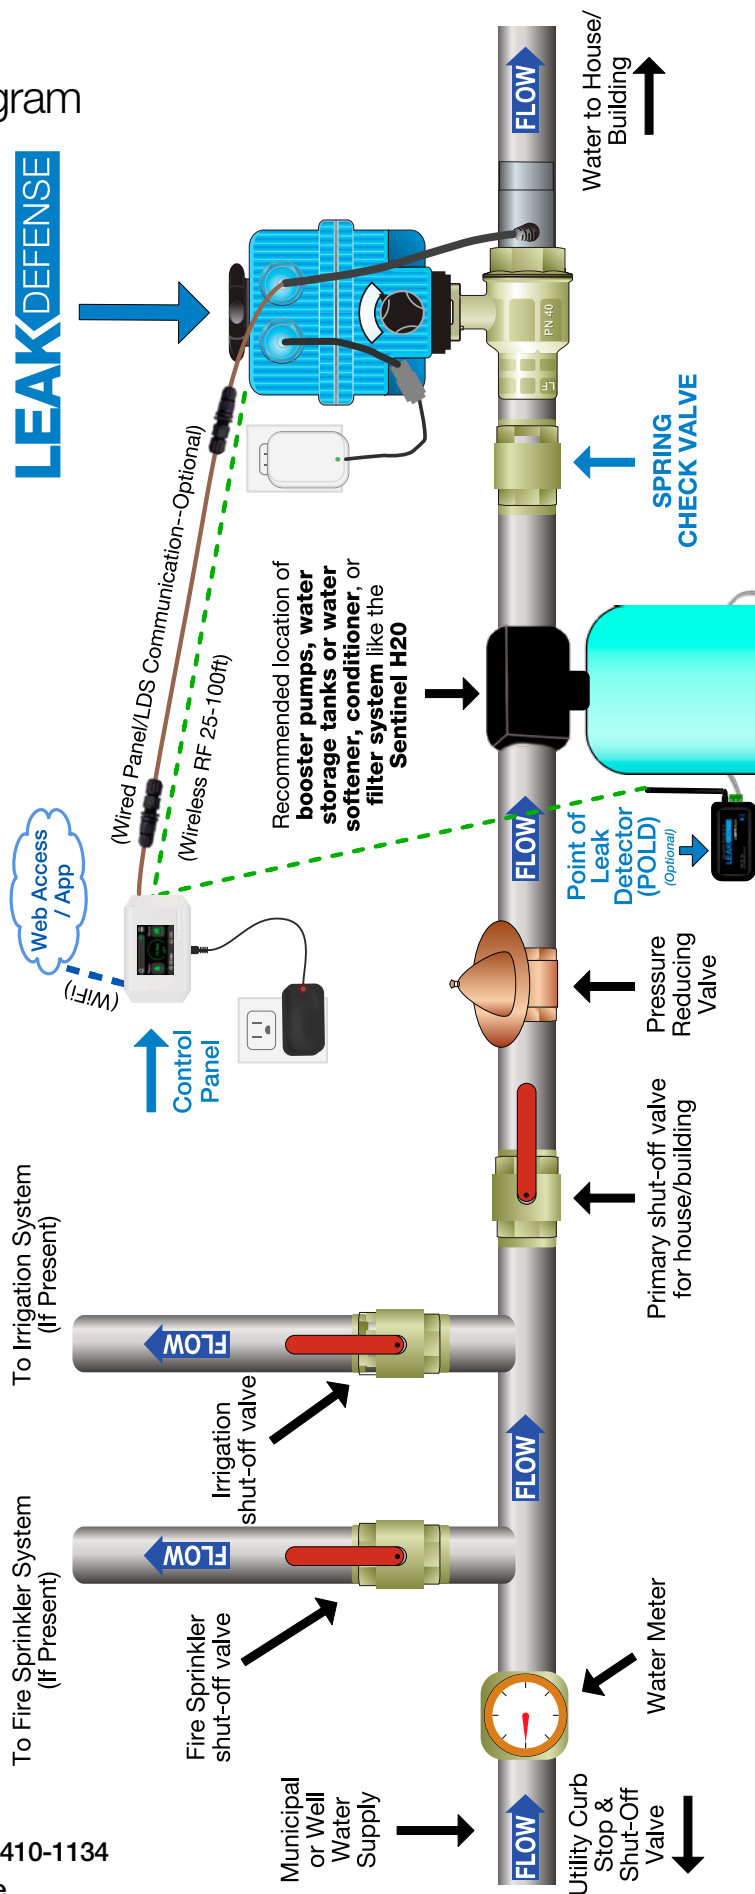 gram
LEAKDEFENSE
FLOW
Water to House/
Building
PN 40
LF
SPRING
CHECK VALVE
(Wired Panel/LDS Communication--Optional)
(Wireless RF 25-100ft)
Recommended location of
booster pumps, water
storage tanks or water
softener, conditioner, or
filter system like the
Sentinel H20
Web Access
/ App
(WiFi)
Control
Panel
FLOW
Point of
Leak
Detector
(POLD)
(Optional)
LEAK
Pressure
Reducing
Valve
Primary shut-off valve
for house/building
To Irrigation System
(If Present)
FLOW
Irrigation
shut-off valve
FLOW
To Fire Sprinkler System
(If Present)
FLOW
Fire Sprinkler
shut-off valve
Water Meter
Municipal
or Well
Water
Supply
FLOW
Utility Curb
Stop &
Shut-Off
Valve
410-1134
e